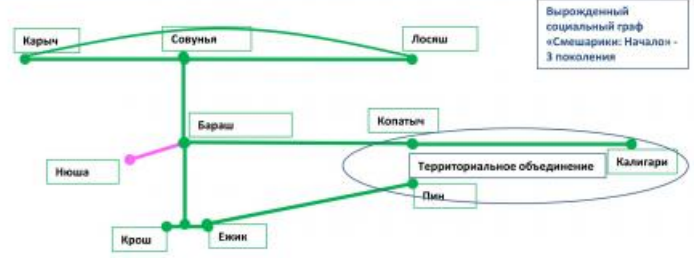 Вырожденный
социальный граф
«Смешарики: Начало» -
3 поколения
Карыч
Совунья
Лосяш
Бараш
Копатыч
Нюша
Территориальное объединение
Калигари
Пин
Крош
Ежик